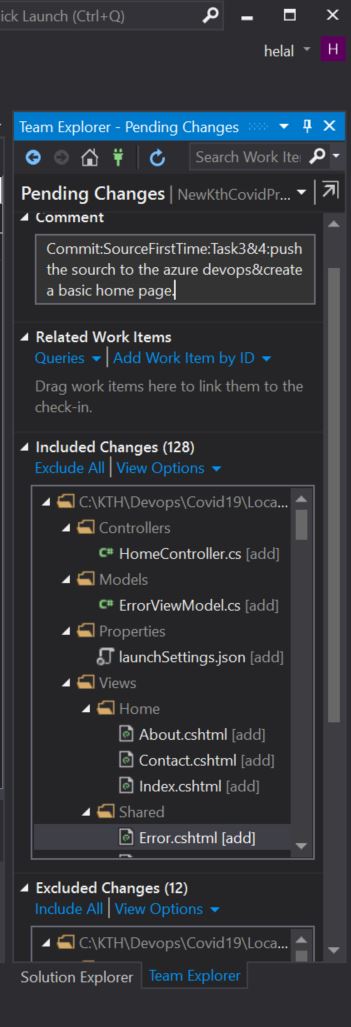 ick Launch (Ctrl+Q)
helal H
Team Explorer - Pending Changes
Search Work Ite
Pending Changes | NewKthCovidPr...
Comment
Commit:SourceFirstTime:Task3&4:push
the sourch to the azure devops&create
a basic home page.
Related Work Items
Queries | Add Work Item by ID
Drag work items here to link them to the
check-in.
Included Changes (128)
Exclude All | View Options
C:\KTH\Devops\Covid19\Loca...
Controllers
C# HomeController.cs [add]
Models
C# ErrorViewModel.cs [add]
Properties
launchSettings.json [add]
Views
Home
About.cshtml [add]
Contact.cshtml [add]
Index.cshtml [add]
Shared
Error.cshtml [add]
Excluded Changes (12)
Include All | View Options
C:\KTH\Devops\Covid19\Loca...
Solution Explorer Team Explorer